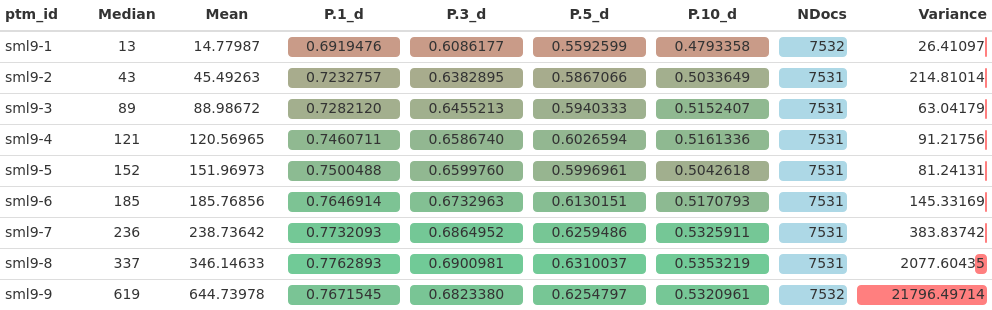 ptm_id Median Mean P.1_d P.3_d P.5_d P.10_d NDocs Variance
sml9-1 13 14.77987 0.6919476 0.6086177 0.5592599 0.4793358 7532 26.41097
sml9-2 43 45.49263 0.7232757 0.6382895 0.5867066 0.5033649 7531 214.81014
sml9-3 89 88.98672 0.7282120 0.6455213 0.5940333 0.5152407 7531 63.04179
sml9-4 121 120.56965 0.7460711 0.6586740 0.6026594 0.5161336 7531 91.21756
sml9-5 152 151.96973 0.7500488 0.6599760 0.5996961 0.5042618 7531 81.24131
sml9-6 185 185.76856 0.7646914 0.6732963 0.6130151 0.5170793 7531 145.33169
sml9-7 236 238.73642 0.7732093 0.6864952 0.6259486 0.5325911 7531 383.83742
sml9-8 337 346.14633 0.7762893 0.6900981 0.6310037 0.5353219 7531 2077.60435
sml9-9 619 644.73978 0.7671545 0.6823380 0.6254797 0.5320961 7532 21796.49714